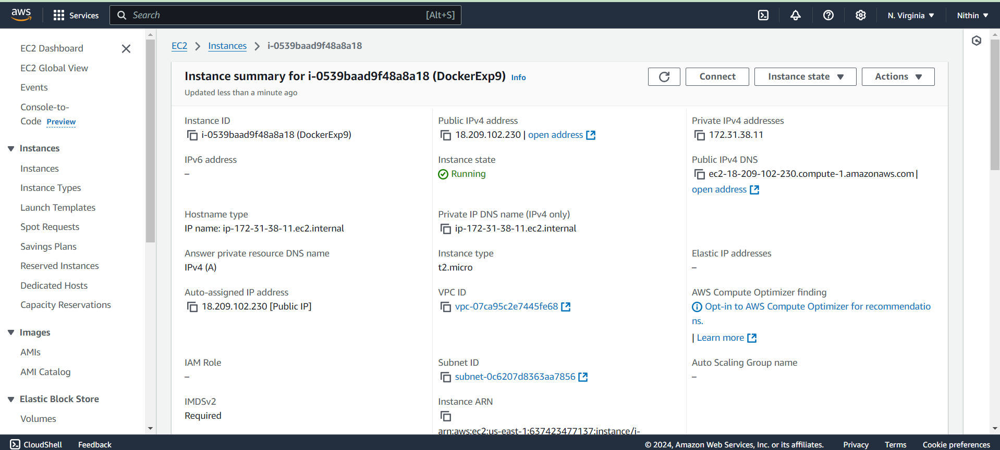 aws
Services
Search
[Alt+S]
N. Virginia
Nithin
EC2 Dashboard
EC2 Global View
Events
Console-to-
Code Preview
Instances
Instances
Instance Types
Launch Templates
Spot Requests
Savings Plans
Reserved Instances
Dedicated Hosts
Capacity Reservations
Images
AMIs
AMI Catalog
Elastic Block Store
Volumes
EC2 > Instances > i-0539baad9f48a8a18
Instance summary for i-0539baad9f48a8a18 (DockerExp9) Info
Updated less than a minute ago
Connect
Instance state
Actions
Instance ID
i-0539baad9f48a8a18 (DockerExp9)
Public IPv4 address
18.209.102.230 | open address
Private IPv4 addresses
172.31.38.11
IPv6 address
–
Instance state
Running
Public IPv4 DNS
ec2-18-209-102-230.compute-1.amazonaws.com |
open address
Hostname type
IP name: ip-172-31-38-11.ec2.internal
Private IP DNS name (IPv4 only)
ip-172-31-38-11.ec2.internal
Answer private resource DNS name
IPv4 (A)
Instance type
t2.micro
Elastic IP addresses
–
Auto-assigned IP address
18.209.102.230 [Public IP]
VPC ID
vpc-07ca95c2e7445fe68
AWS Compute Optimizer finding
Opt-in to AWS Compute Optimizer for recommendatio
ns.
| Learn more
IAM Role
–
Subnet ID
subnet-0c6207d8363aa7856
Auto Scaling Group name
–
IMDSv2
Required
Instance ARN
arn:aws:ec2:us-east-1:637423477137:instance/i-
CloudShell
Feedback
© 2024, Amazon Web Services, Inc. or its affiliates.
Privacy
Terms
Cookie preferences